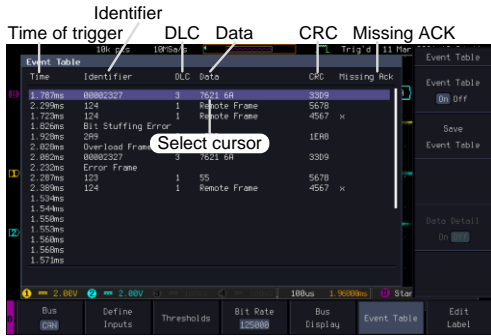 Identifier
Time of trigger DLC Data CRC Missing ACK
10k pts 10MSa/s Trig'd 11 Mar
Event Table
Event Table
Time Identifier DLC Data CRC Missing Ack
1.787ms 00002327 3 7621 6A 33D9
2.299ms 124 1 Remote Frame 5678
1.723ms 124 1 Remote Frame 4567 x
1.826ms Bit Stuffing Error
1.928ms 2A9 1EA8
2.028ms Overload Frame
Select cursor
2.082ms 00002327 3 7621 6A 33D9
2.232ms Error Frame
2.287ms 123 1 55 5678
2.389ms 124 1 Remote Frame 4567 x
1.534ms
1.544ms
1.550ms
1.553ms
1.560ms
1.568ms
1.571ms
Event Table
On Off
Save
Event Table
Data Detail
On Off
1 2.00V 2 2.00V 100us 1.96000ms Star
Bus
CAN
Define
Inputs
Thresholds
Bit Rate
125000
Bus
Display
Event Table
Edit
Label